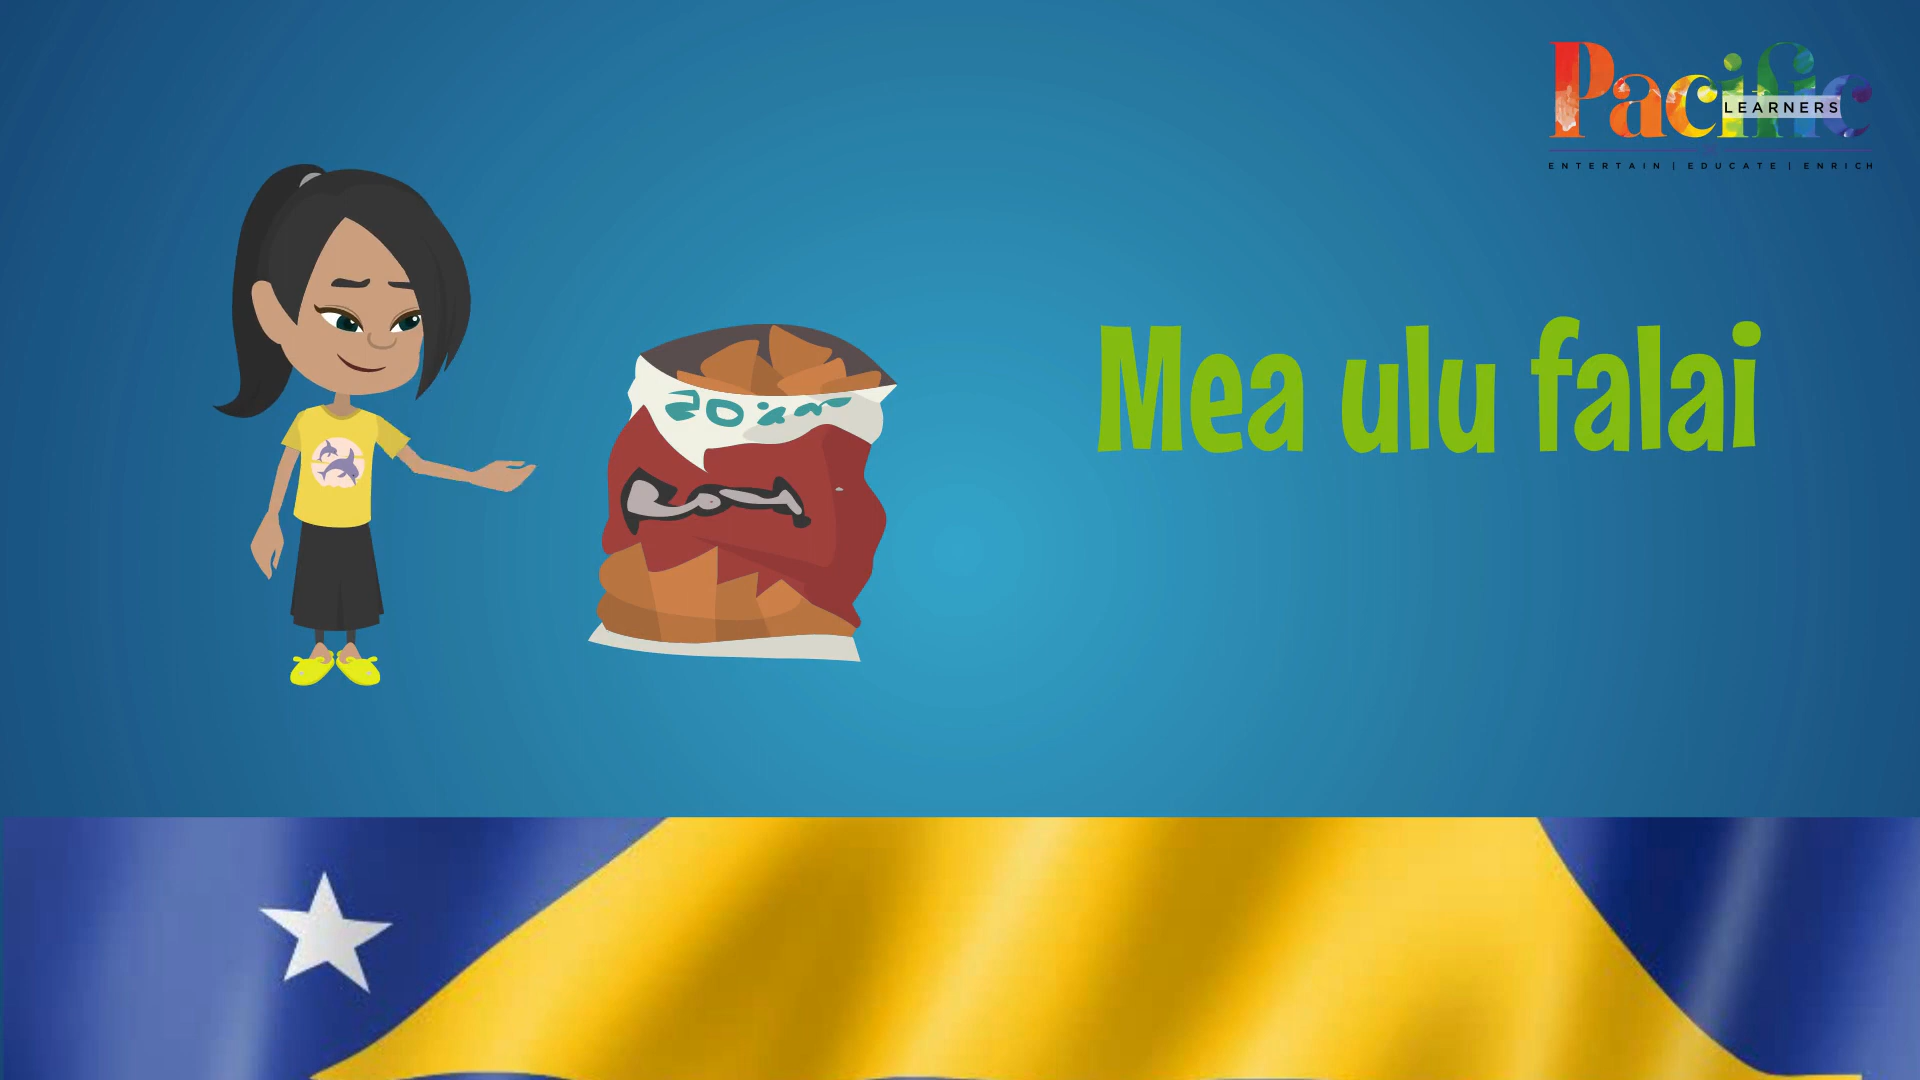 Pacific
LEARNERS
ENTERTAIN | EDUCATE | ENRICH
Mea ulu falai